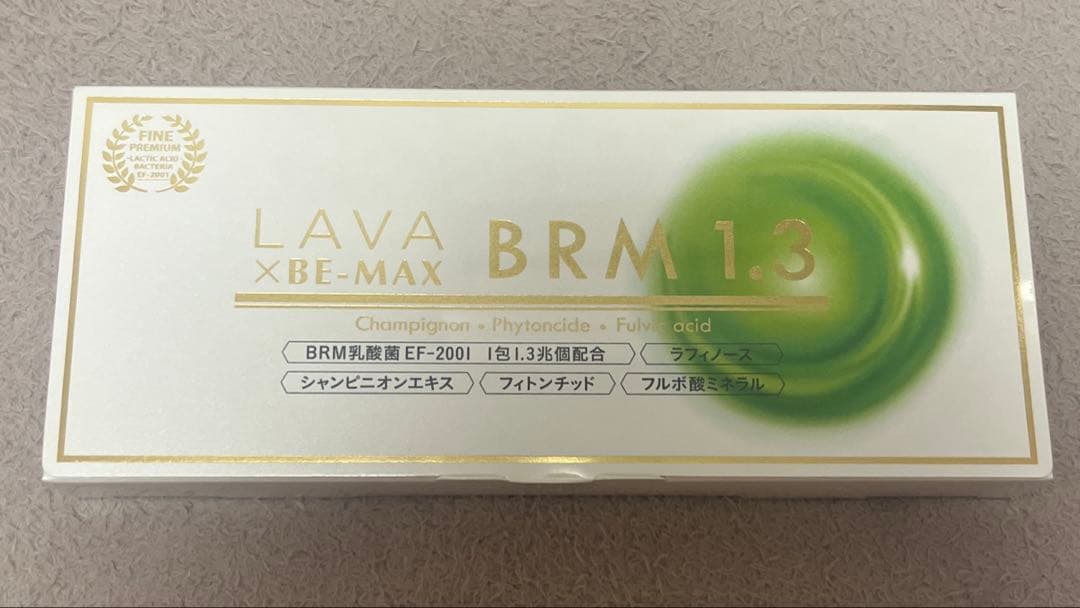 FINE
PREMIUM
-LACTIC ACID-
BACTERIA
EF-2001
LAVA
×BE-MAX
BRM 1.3
Champignon • Phytoncide • Fulvic acid
BRM乳酸菌 EF-2001 1包1.3兆個配合
ラフィノース
シャンピニオンエキス
フィトンチッド
フルボ酸ミネラル